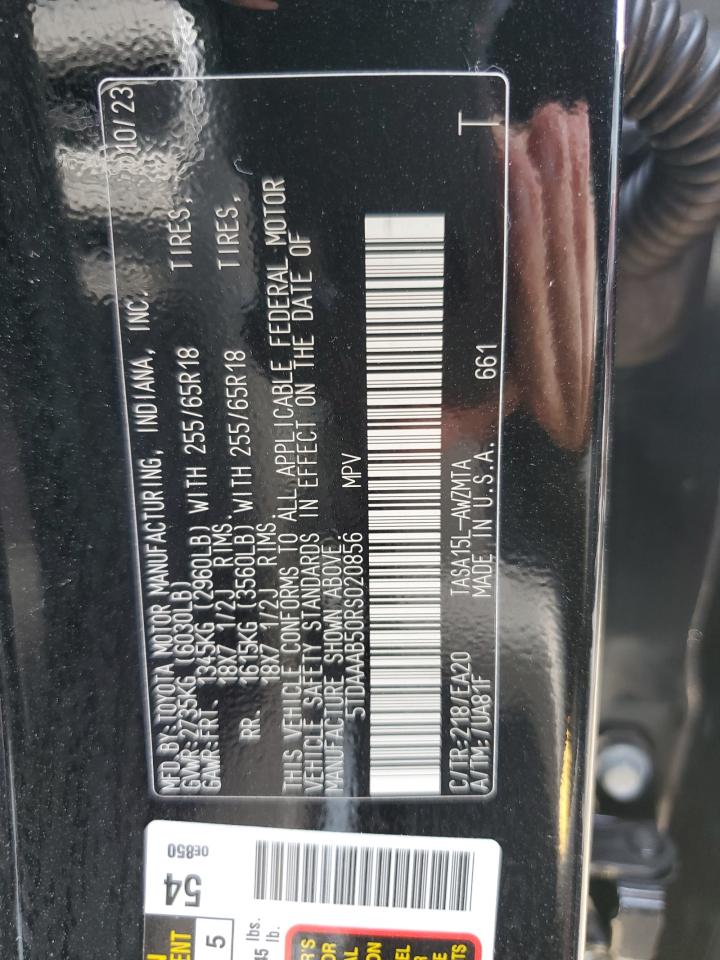 MFD.BY:TOYOTA MOTOR MANUFACTURING, INDIANA, INC. 10/23
GVWR:2735KG (6030LB)
GAWR:FRT. 1345KG (2960LB) WITH 255/65R18 TIRES,
18X7 1/2J RIMS.
RR. 1615KG (3560LB) WITH 255/65R18 TIRES,
18X7 1/2J RIMS.
THIS VEHICLE CONFORMS TO ALL APPLICABLE FEDERAL MOTOR
VEHICLE SAFETY STANDARDS IN EFFECT ON THE DATE OF
MANUFACTURE SHOWN ABOVE.
5TDAAAB50RS020856 MPV
C/TR:218/EA20 TASA15L-AWZMTA T
A/TM:7UA81F MADE IN U.S.A. 661
54
0E850
5
lbs.
lb.